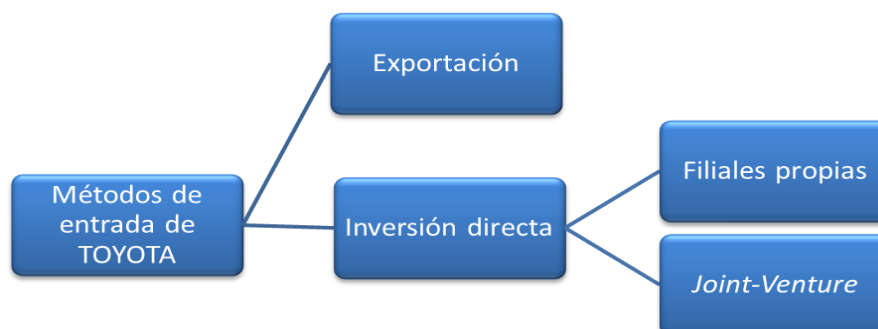 Exportación
Métodos de
entrada de
TOYOTA
Inversión directa
Filiales propias
Joint-Venture